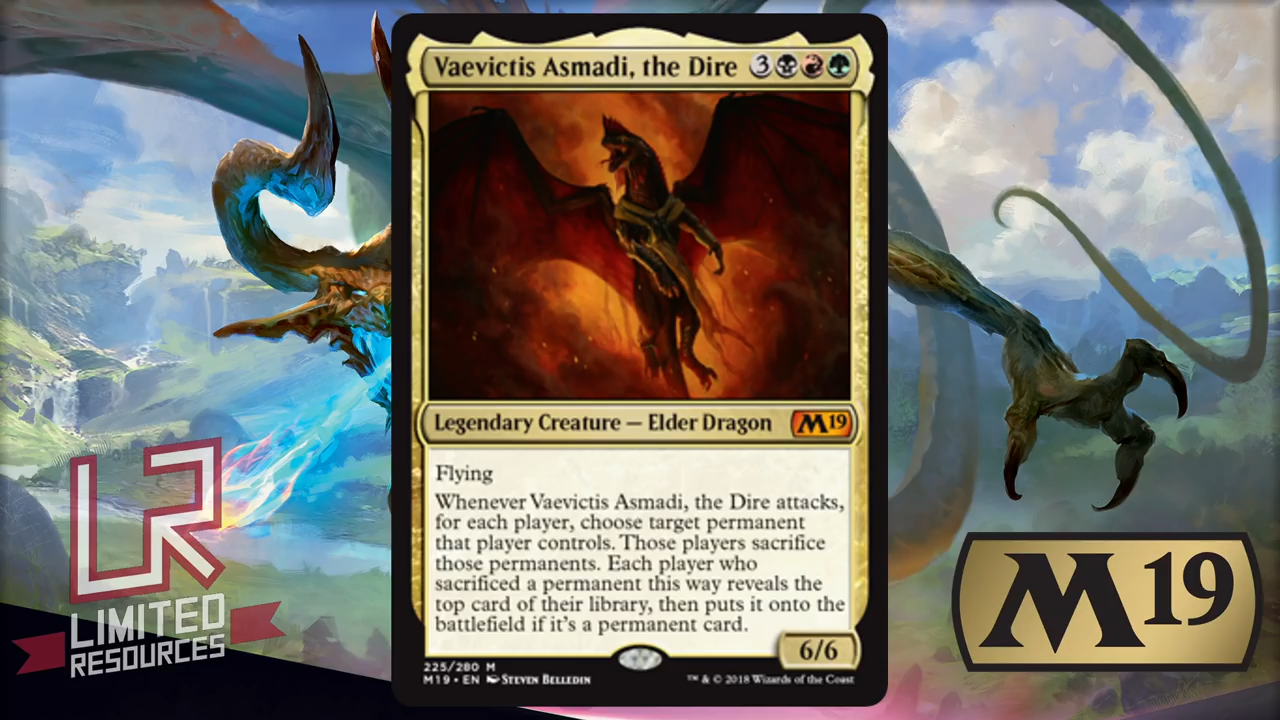 Vaevictis Asmadi, the Dire 3
Legendary Creature — Elder Dragon M19
Flying
Whenever Vaevictis Asmadi, the Dire attacks,
for each player, choose target permanent
that player controls. Those players sacrifice
those permanents. Each player who
sacrificed a permanent this way reveals the
top card of their library, then puts it onto the
battlefield if it's a permanent card.
6/6
225/280 M
M19 • EN Steven Belledin
™ & © 2018 Wizards of the Coast
LR
LIMITED
RESOURCES
M19